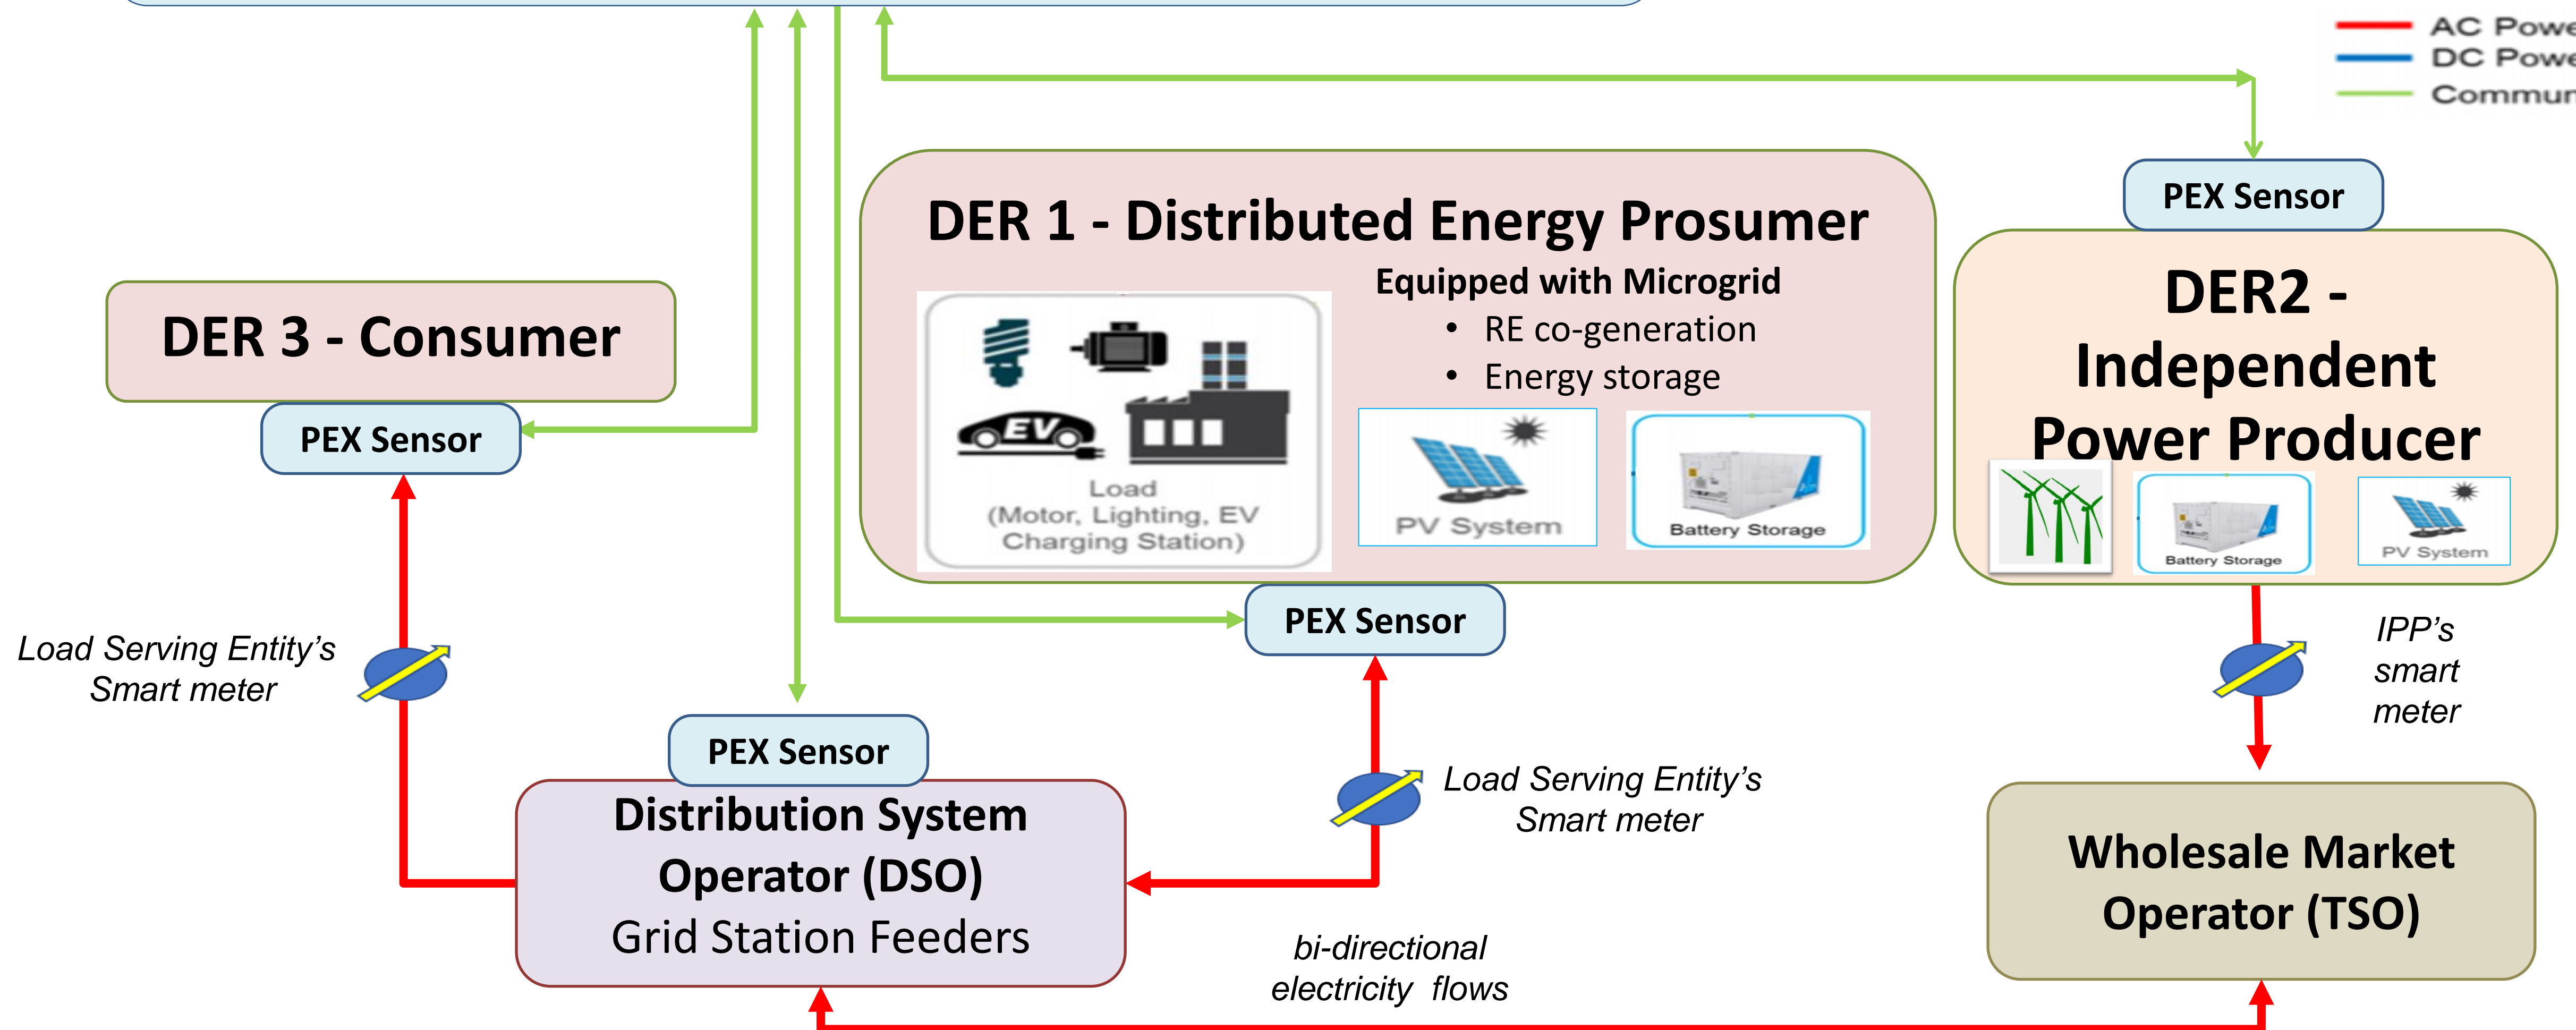 AC Powe
DC Powe
Commun
PEX Sensor
DER 1 - Distributed Energy Prosumer
Equipped with Microgrid
• RE co-generation
• Energy storage
EV
Load
(Motor, Lighting, EV
Charging Station)
PV System
Battery Storage
DER2 -
Independent
Power Producer
Battery Storage
PV System
DER 3 - Consumer
PEX Sensor
PEX Sensor
Load Serving Entity’s
Smart meter
IPP’s
smart
meter
PEX Sensor
Load Serving Entity’s
Smart meter
Distribution System
Operator (DSO)
Grid Station Feeders
Wholesale Market
Operator (TSO)
bi-directional
electricity flows